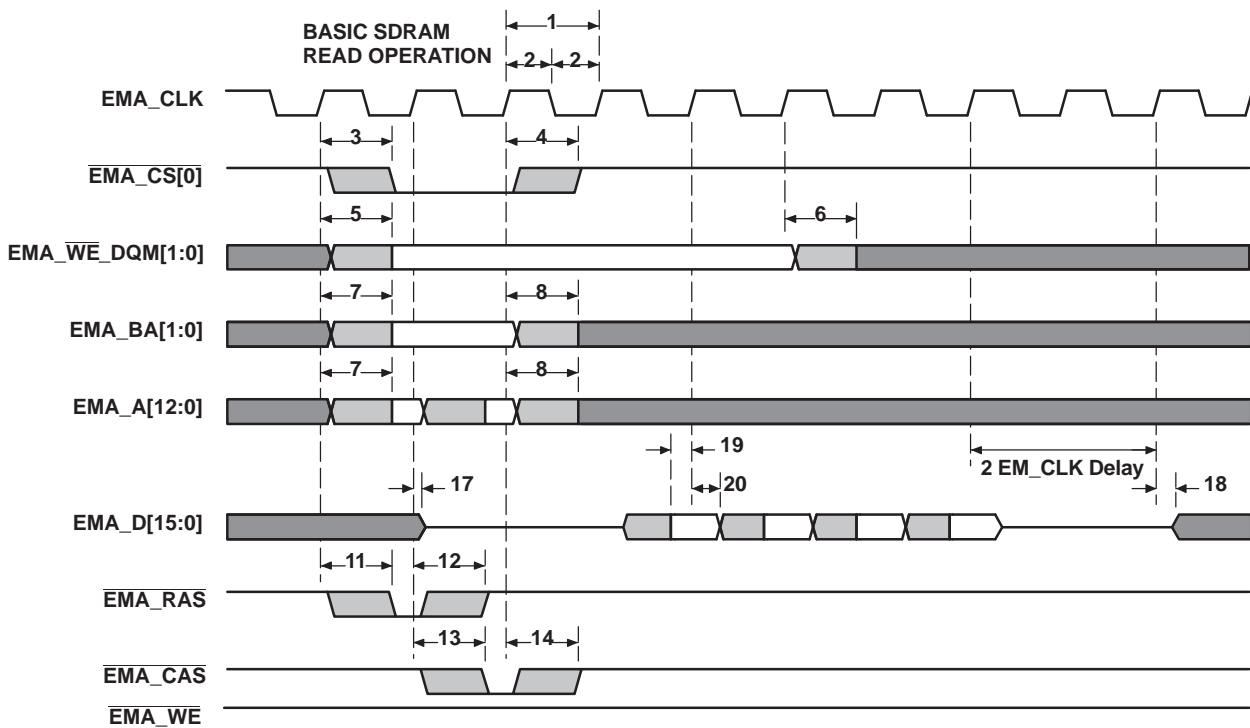 BASIC SDRAM
READ OPERATION
1
2 2
EMA_CLK
3 4
EMA_CS[0]
5 6
EMA_WE_DQM[1:0]
7 8
EMA_BA[1:0]
7 8
EMA_A[12:0]
19
2 EM_CLK Delay
17 20 18
EMA_D[15:0]
11 12
EMA_RAS
13 14
EMA_CAS
EMA_WE